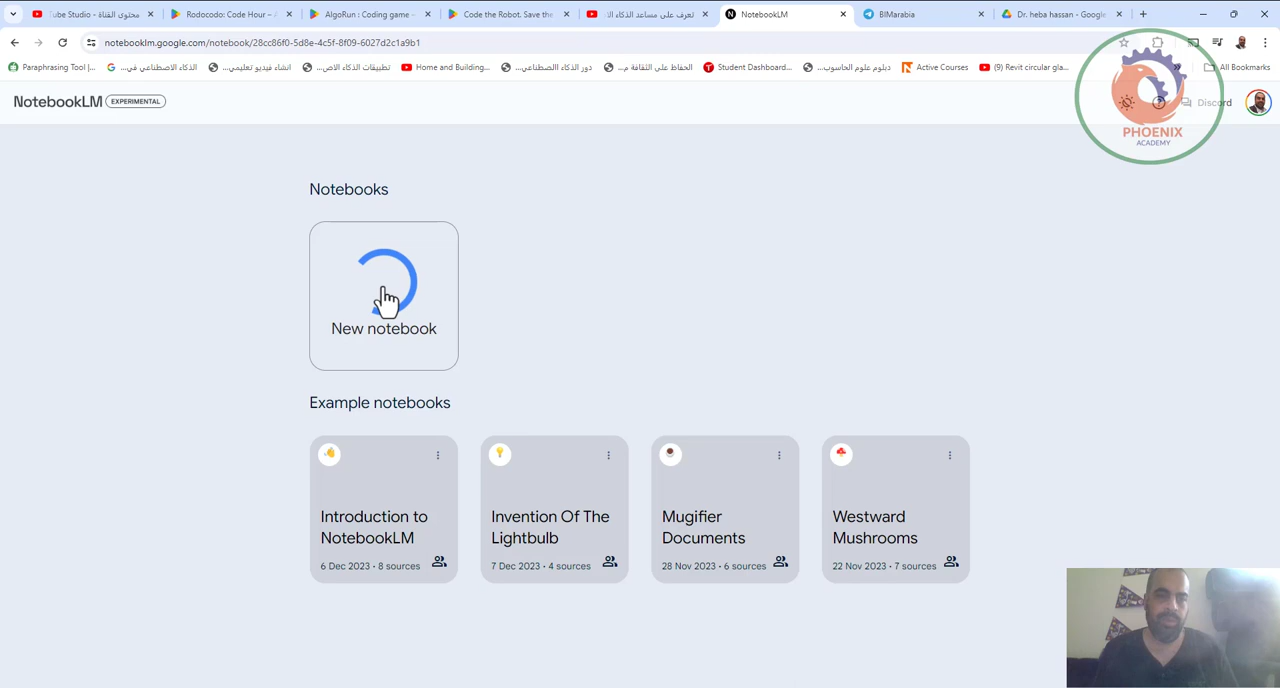 محتوى القناة - Tube Studio
Rodocodo: Code Hour – A
AlgoRun : Coding game –
Code the Robot. Save the
تعرف على مساعد الذكاء الا
NotebookLM
BIMarabia
Dr. heba hassan - Google
notebooklm.google.com/notebook/28cc86f0-5d8e-4c5f-8f09-6027d2c1a9b1
Paraphrasing Tool |...
الذكاء الاصطناعي في...
انشاء فيديو تعليمي...
تطبيقات الذكاء الاص...
Home and Building...
دور الذكاء الاصطناعي...
الحفاظ على الثقافة م...
Student Dashboard...
دبلوم علوم الحاسوب...
Active Courses
(9) Revit circular gla...
All Bookmarks
NotebookLM EXPERIMENTAL
Discord
PHOENIX
ACADEMY
Notebooks
New notebook
Example notebooks
Introduction to
NotebookLM
6 Dec 2023 · 8 sources
Invention Of The
Lightbulb
7 Dec 2023 · 4 sources
Mugifier
Documents
28 Nov 2023 · 6 sources
Westward
Mushrooms
22 Nov 2023 · 7 sources